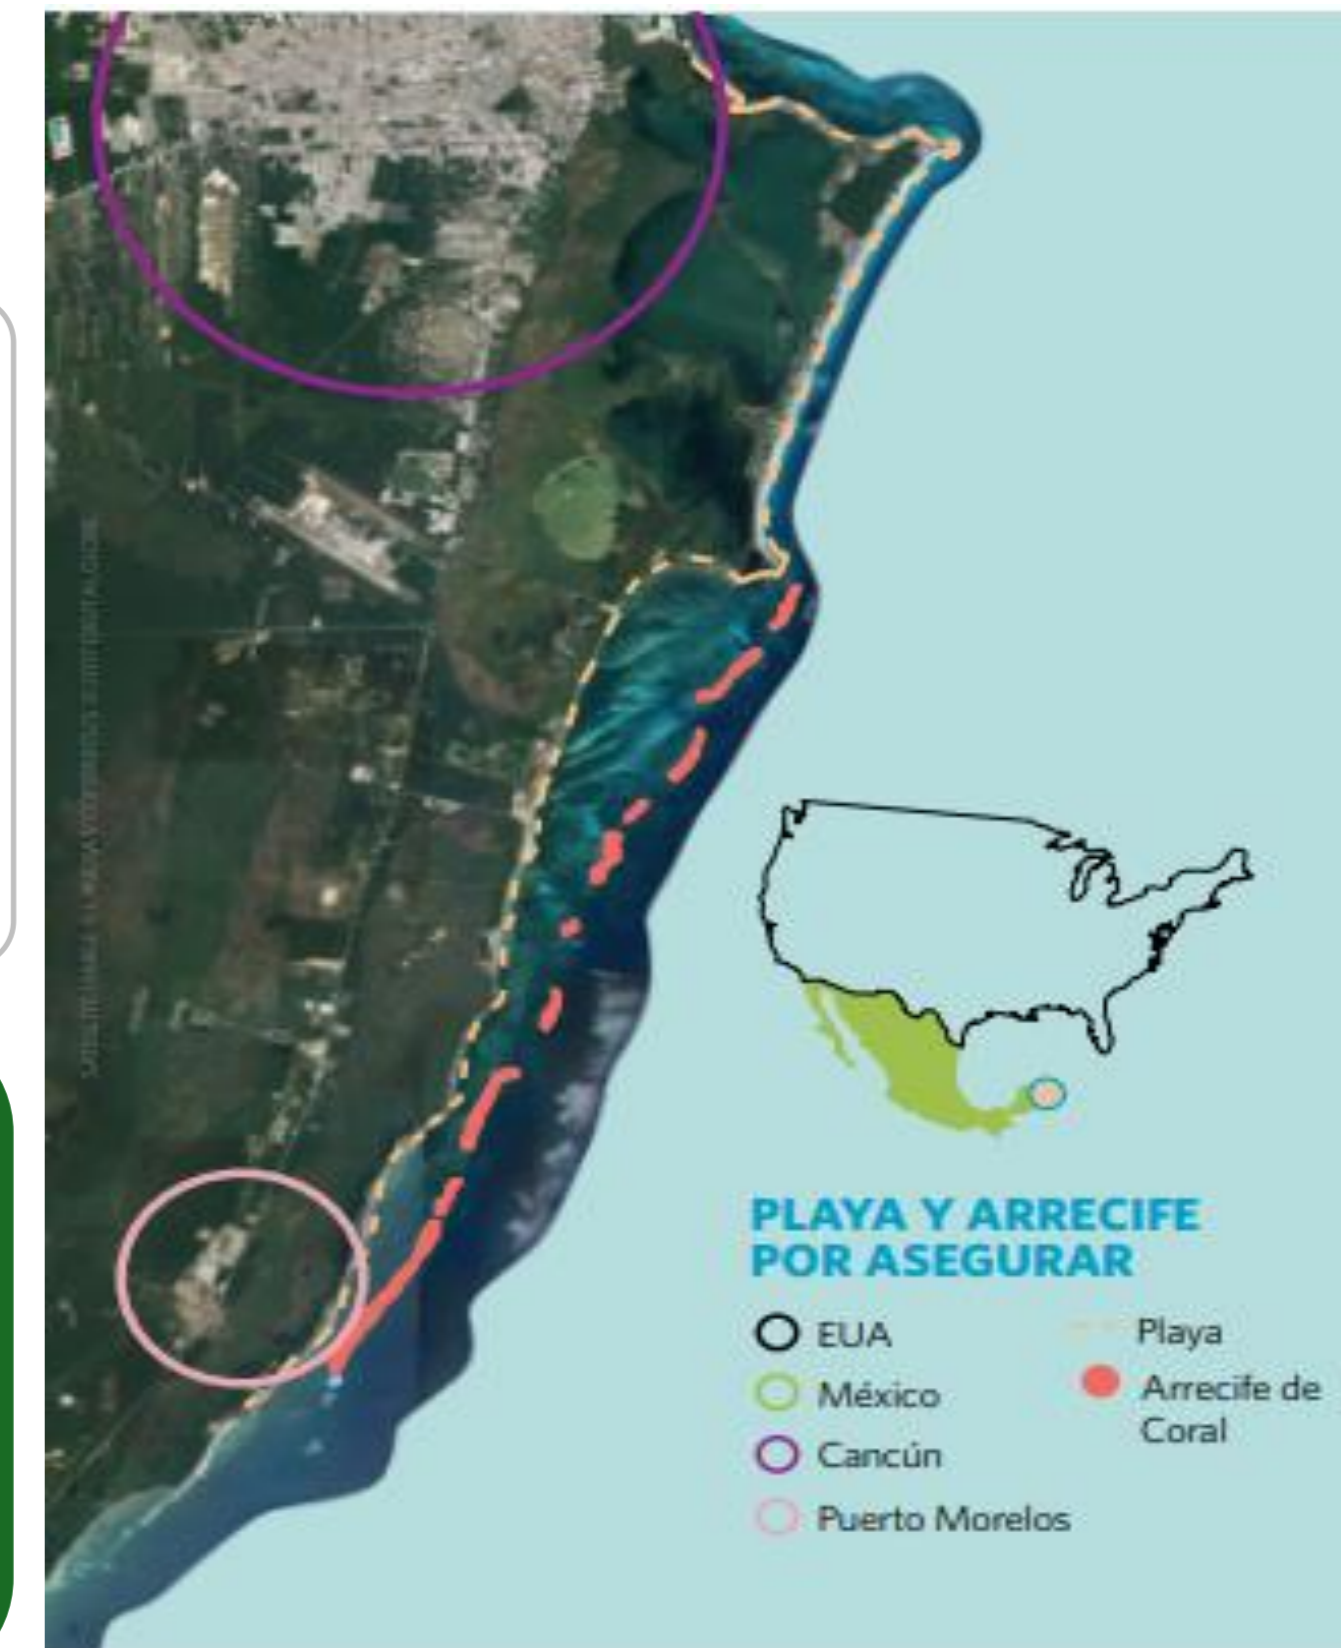 PLAYA Y ARRECIFE
POR ASEGURAR
EUA
México
Cancún
Puerto Morelos
Playa
Arrecife de
Coral